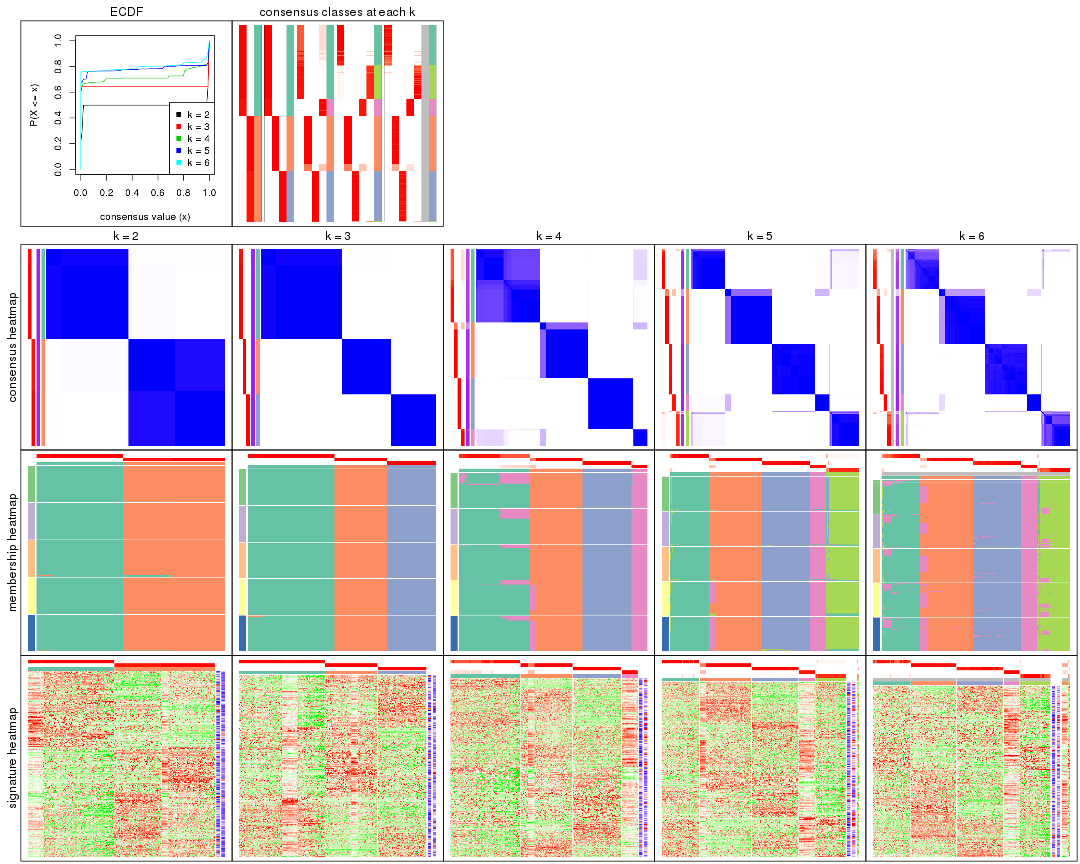 ECDF
consensus classes at each k
P(X <= x)
0.0 0.2 0.4 0.6 0.8 1.0
k = 2
k = 3
k = 4
k = 5
k = 6
0.0 0.2 0.4 0.6 0.8 1.0
consensus value (x)
k = 2
k = 3
k = 4
k = 5
k = 6
consensus heatmap
membership heatmap
signature heatmap